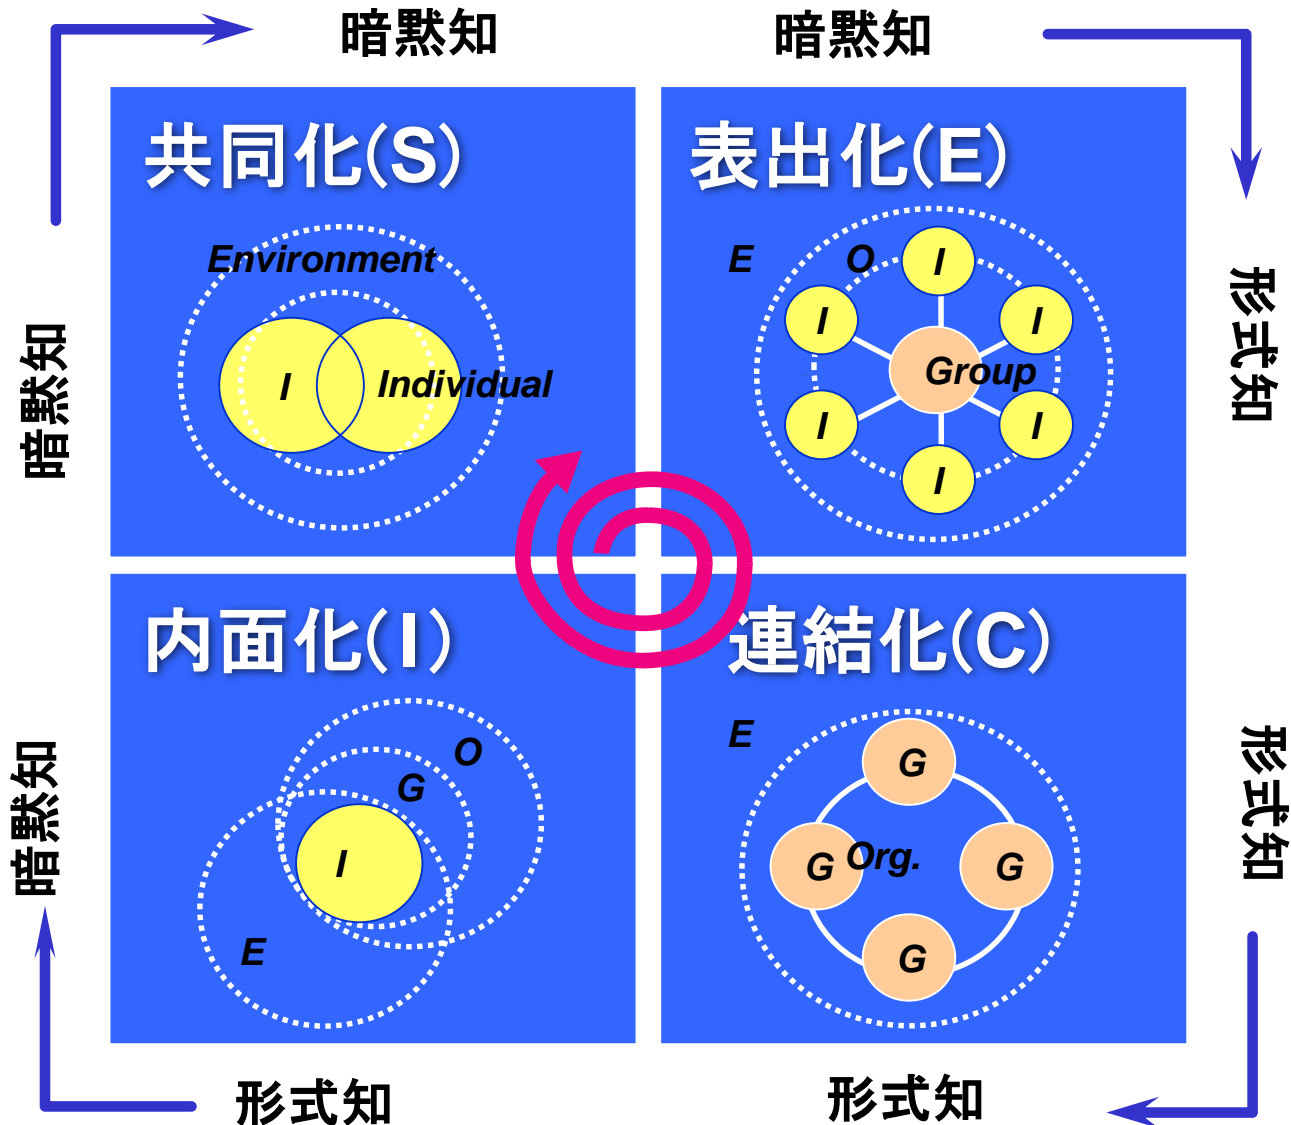 暗黙知
暗黙知
暗黙知
形式知
共同化(S)
Environment
I
Individual
表出化(E)
E
O
I
I
I
Group
I
I
I
内面化(I)
O
G
I
E
連結化(C)
E
G
G
Org.
G
G
暗黙知
形式知
形式知
形式知